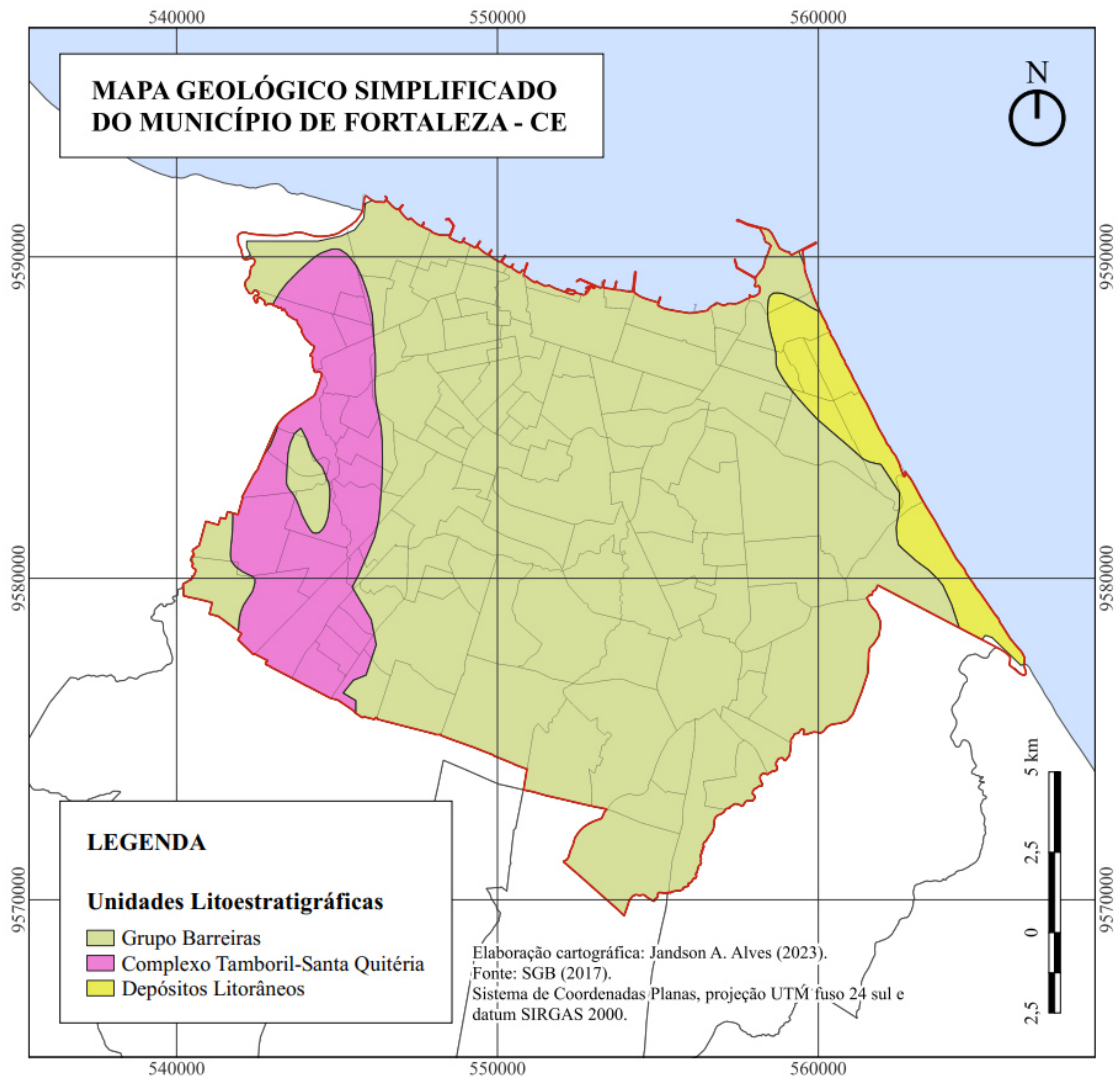 540000
550000
560000
MAPA GEOLÓGICO SIMPLIFICADO
DO MUNICÍPIO DE FORTALEZA - CE
N
9590000
9590000
9580000
9580000
5 km
2,5
0
2,5
LEGENDA
Unidades Litoestratigráficas
Grupo Barreiras
Complexo Tamboril-Santa Quitéria
Depósitos Litorâneos
9570000
9570000
Elaboração cartográfica: Jandson A. Alves (2023).
Fonte: SGB (2017).
Sistema de Coordenadas Planas, projeção UTM fuso 24 sul e
datum SIRGAS 2000.
540000
550000
560000